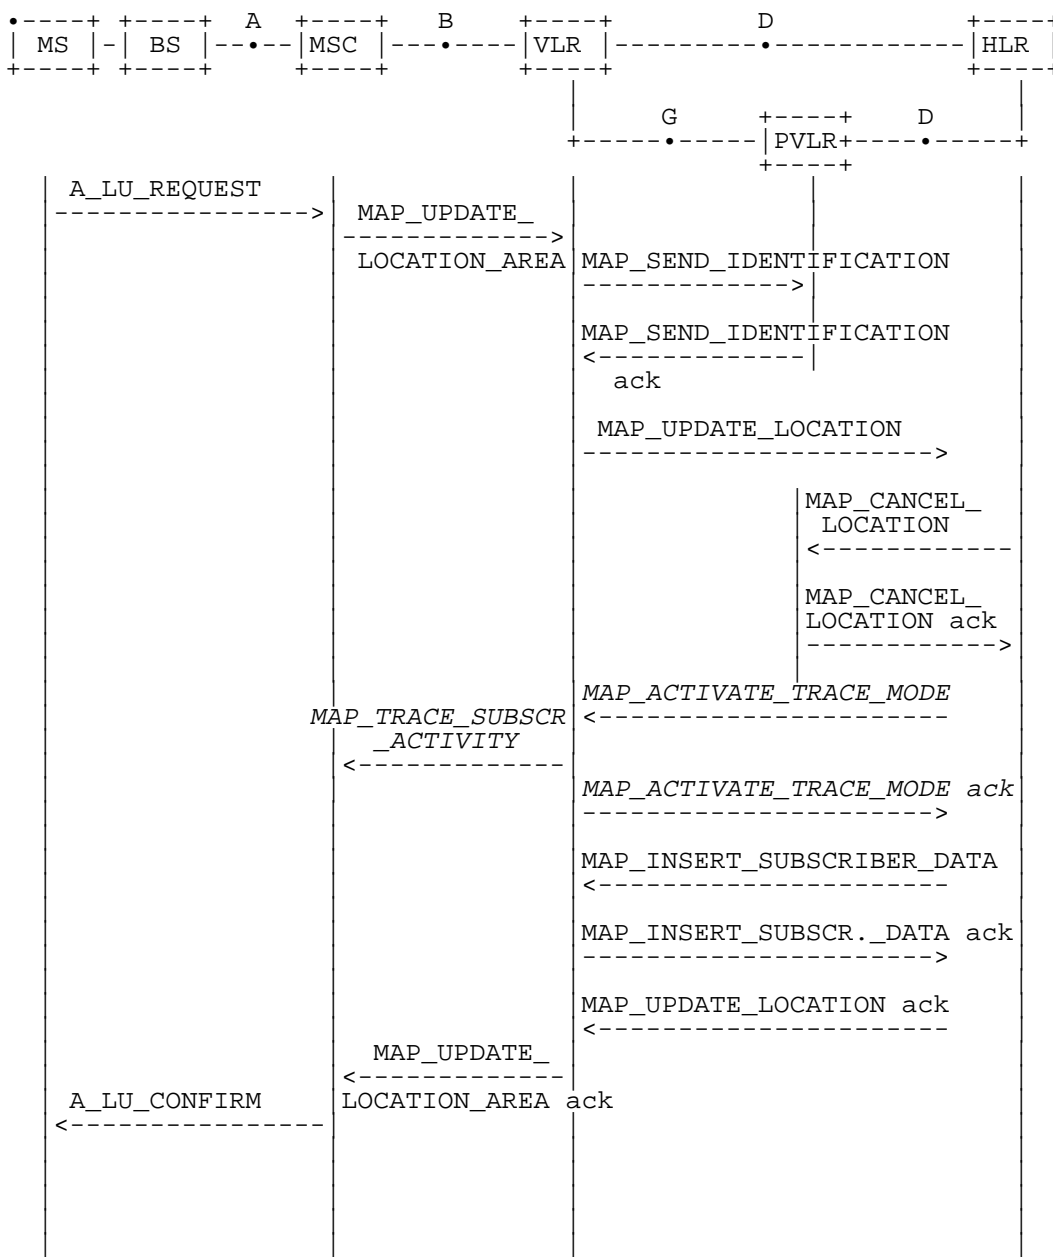 A B D
MS BS MSC VLR HLR
G D
PVLR
A_LU_REQUEST
MAP_UPDATE_
LOCATION_AREA MAP_SEND_IDENTIFICATION
MAP_SEND_IDENTIFICATION
ack
MAP_UPDATE_LOCATION
MAP_CANCEL_
LOCATION
MAP_CANCEL_
LOCATION ack
MAP_ACTIVATE_TRACE_MODE
MAP_TRACE_SUBSCR
_ACTIVITY
MAP_ACTIVATE_TRACE_MODE ack
MAP_INSERT_SUBSCRIBER_DATA
MAP_INSERT_SUBSCR._DATA ack
MAP_UPDATE_LOCATION ack
MAP_UPDATE_
A_LU_CONFIRM LOCATION_AREA ack